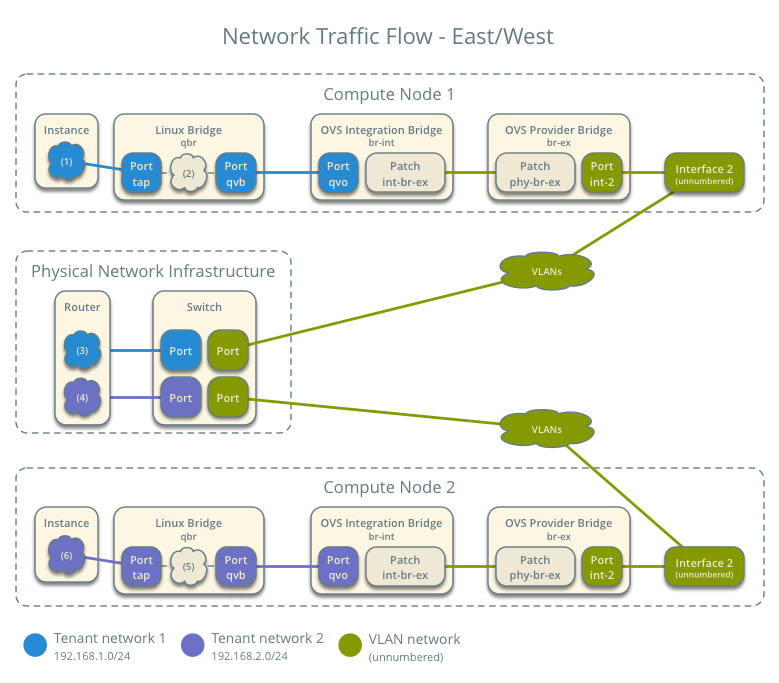 Network Traffic Flow - East/West
Compute Node 1
Instance
(1)
Linux Bridge
qbr
Port
tap
(2)
Port
qvb
OVS Integration Bridge
br-int
Port
qvo
Patch
int-br-ex
OVS Provider Bridge
br-ex
Patch
phy-br-ex
Port
int-2
Interface 2
(unnumbered)
VLANs
Physical Network Infrastructure
Router
(3)
(4)
Switch
Port
Port
Port
Port
VLANs
Compute Node 2
Instance
(6)
Linux Bridge
qbr
Port
tap
(5)
Port
qvb
OVS Integration Bridge
br-int
Port
qvo
Patch
int-br-ex
OVS Provider Bridge
br-ex
Patch
phy-br-ex
Port
int-2
Interface 2
(unnumbered)
Tenant network 1
192.168.1.0/24
Tenant network 2
192.168.2.0/24
VLAN network
(unnumbered)